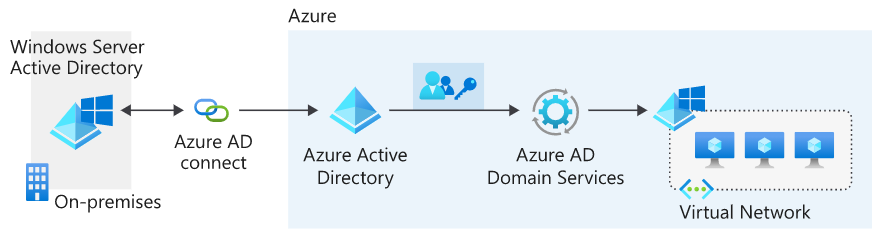 Azure
Windows Server
Active Directory
Azure AD
connect
On-premises
Azure Active
Directory
Azure AD
Domain Services
Virtual Network